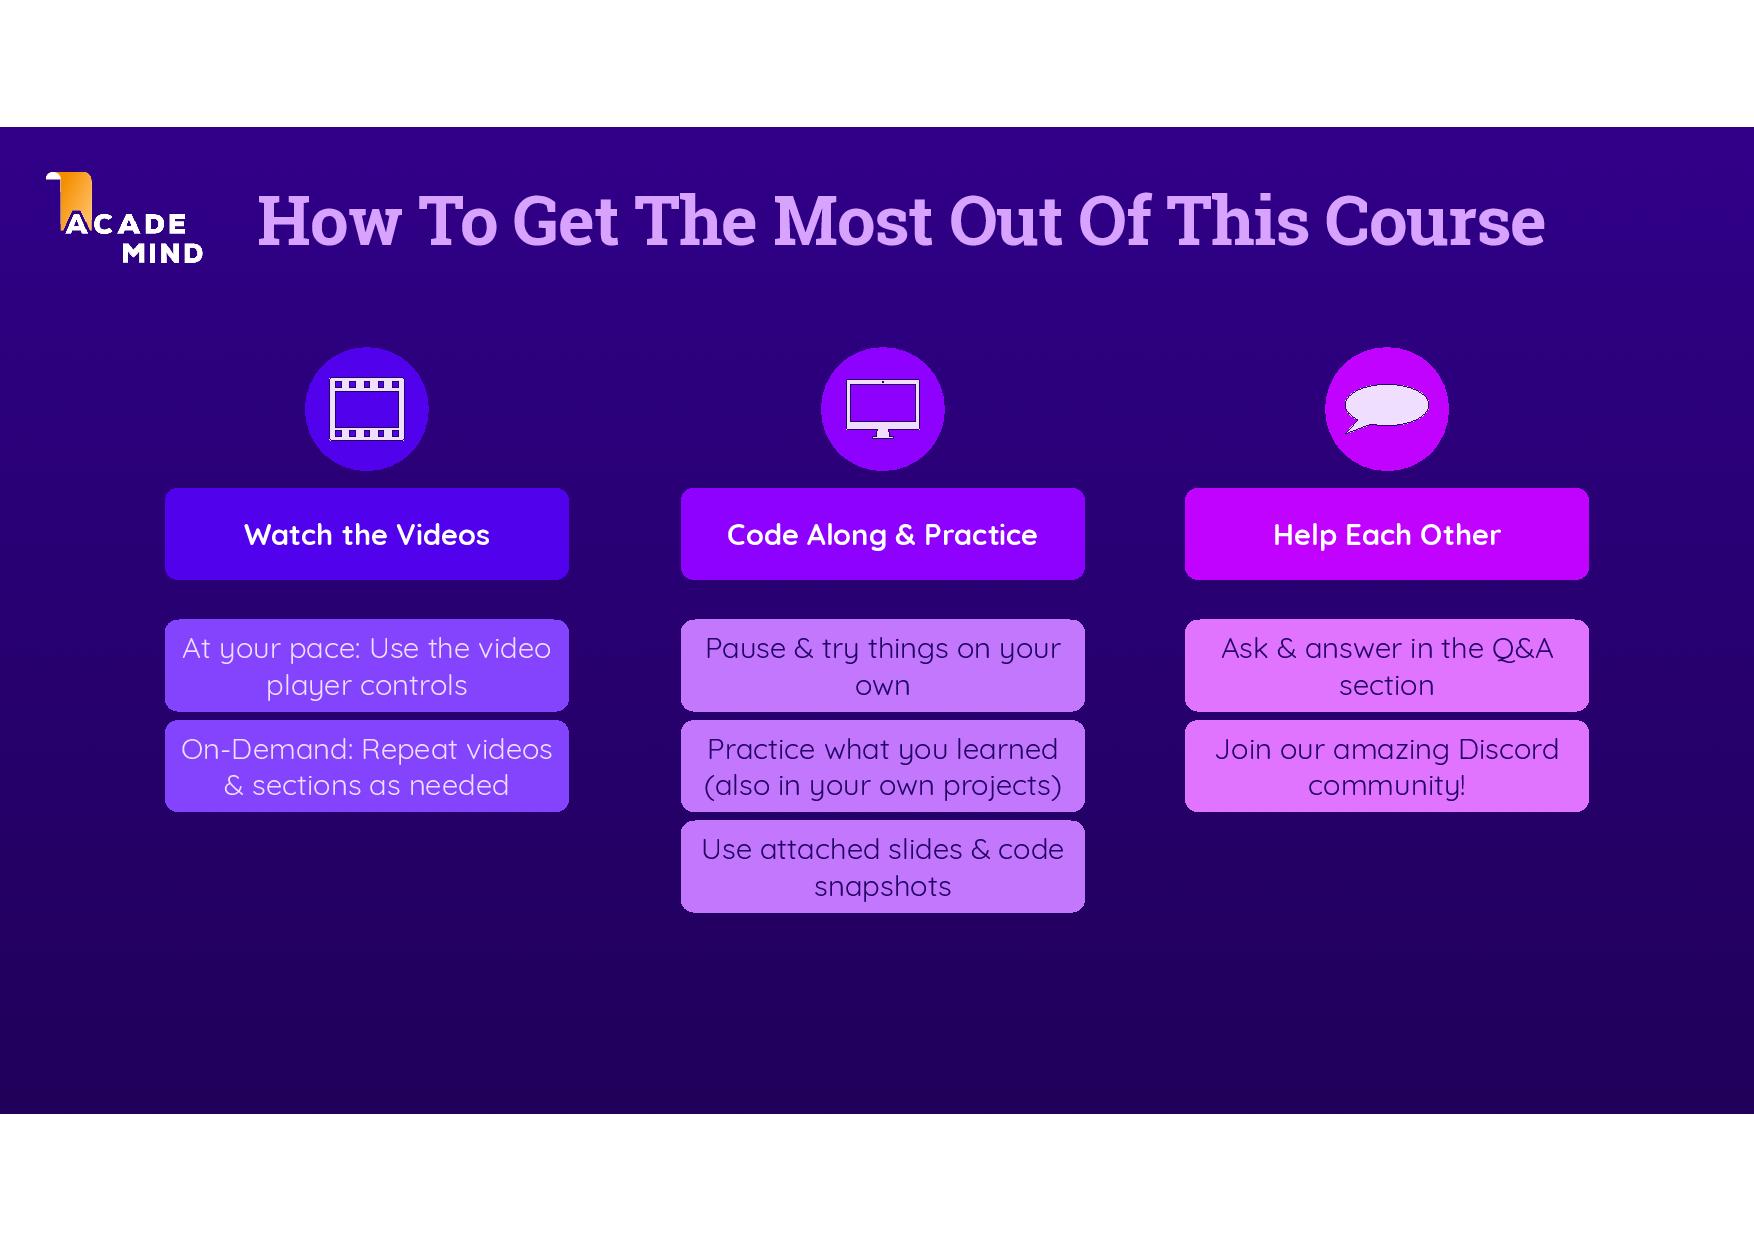 ACADE
MIND
How To Get The Most Out Of This Course
Watch the Videos
At your pace: Use the video
player controls
On-Demand: Repeat videos
& sections as needed
Code Along & Practice
Pause & try things on your
own
Practice what you learned
(also in your own projects)
Use attached slides & code
snapshots
Help Each Other
Ask & answer in the Q&A
section
Join our amazing Discord
community!